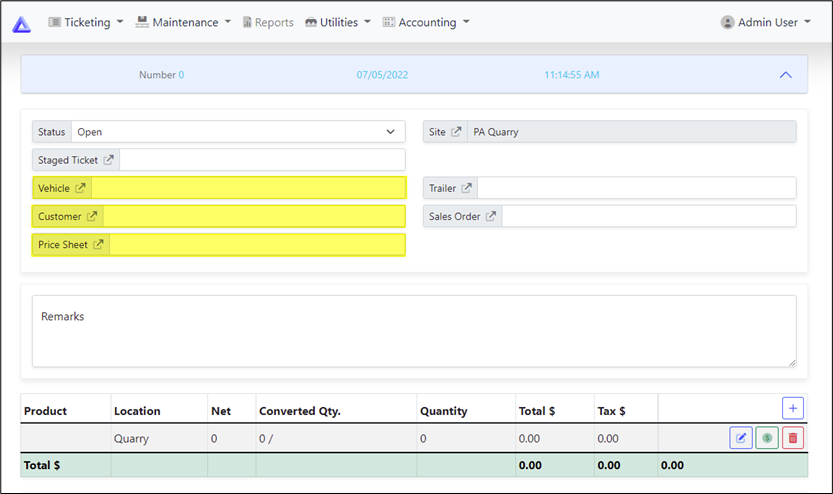 Ticketing Maintenance Reports Utilities Accounting Admin User
Number 0 07/05/2022 11:14:55 AM
Status Open Site PA Quarry
Staged Ticket
Vehicle Trailer
Customer Sales Order
Price Sheet
Remarks
Product Location Net Converted Qty. Quantity Total $ Tax $ +
Quarry 0 0 / 0 0.00 0.00 $
Total $ 0.00 0.00 0.00